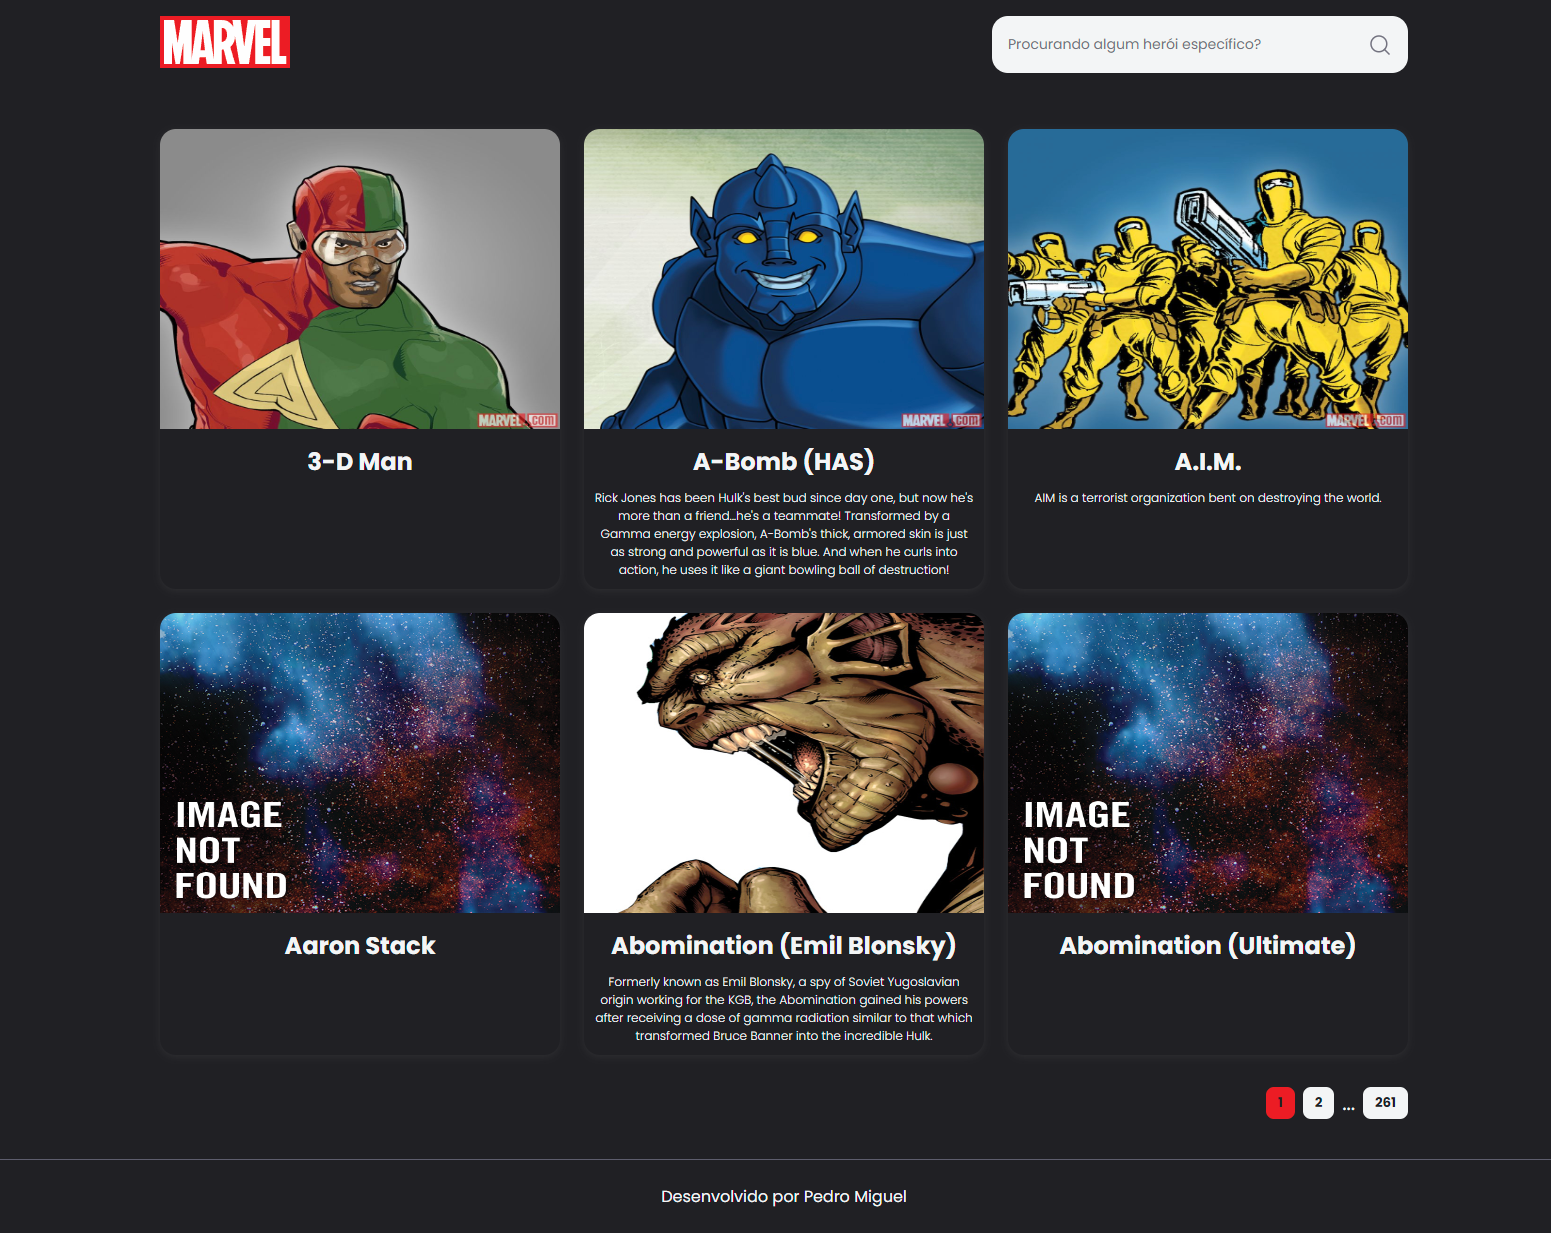 MARVEL
Procurando algum herói específico?
MARVEL .com
MARVEL .com
MARVEL .com
3-D Man
A-Bomb (HAS)
Rick Jones has been Hulk's best bud since day one, but now he's
more than a friend...he's a teammate! Transformed by a
Gamma energy explosion, A-Bomb's thick, armored skin is just
as strong and powerful as it is blue. And when he curls into
action, he uses it like a giant bowling ball of destruction!
A.I.M.
AIM is a terrorist organization bent on destroying the world.
IMAGE
NOT
FOUND
Aaron Stack
Abomination (Emil Blonsky)
Formerly known as Emil Blonsky, a spy of Soviet Yugoslavian
origin working for the KGB, the Abomination gained his powers
after receiving a dose of gamma radiation similar to that which
transformed Bruce Banner into the incredible Hulk.
IMAGE
NOT
FOUND
Abomination (Ultimate)
1 2 ... 261
Desenvolvido por Pedro Miguel